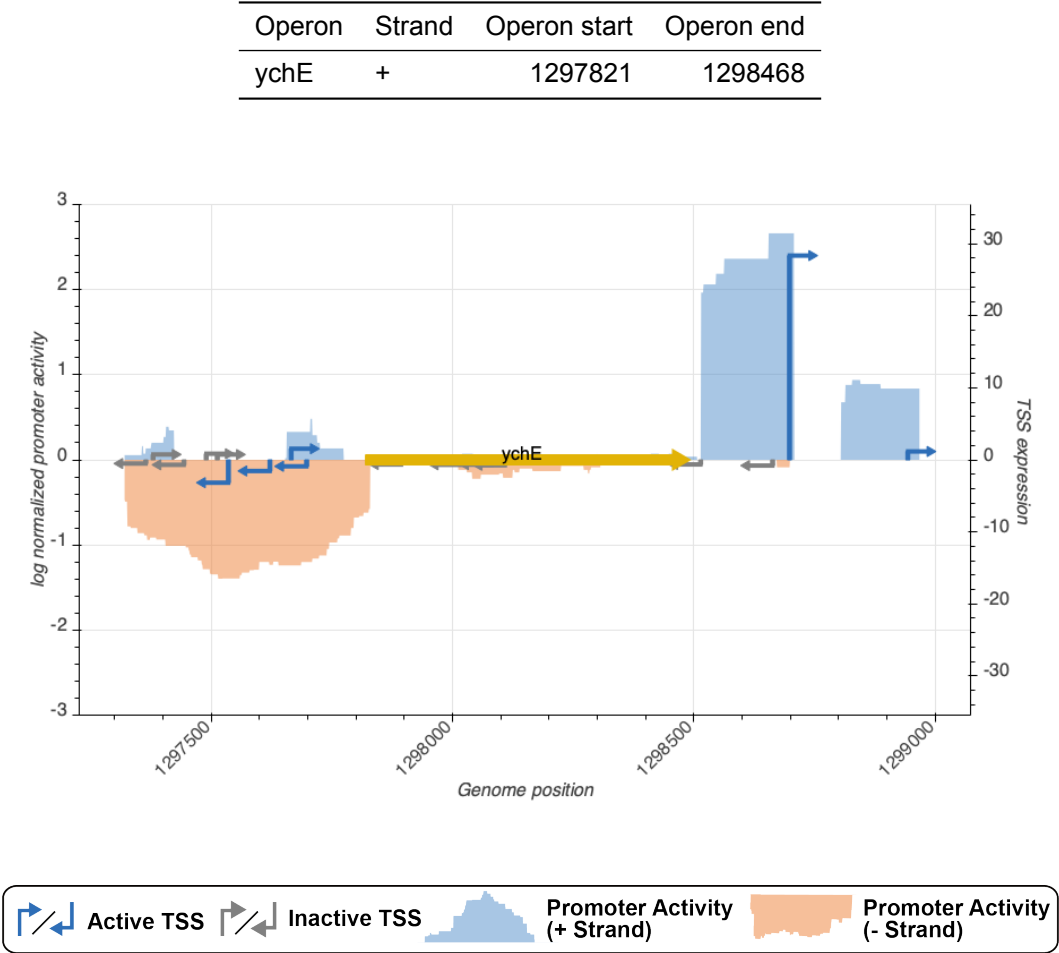 Operon Strand Operon start Operon end
ychE + 1297821 1298468
3
2
1
0
-1
-2
-3
log normalized promoter activity
30
20
10
0
-10
-20
-30
TSS expression
ychE
1297500
1298000
1298500
1299000
Genome position
Active TSS
Inactive TSS
Promoter Activity
(+ Strand)
Promoter Activity
(- Strand)